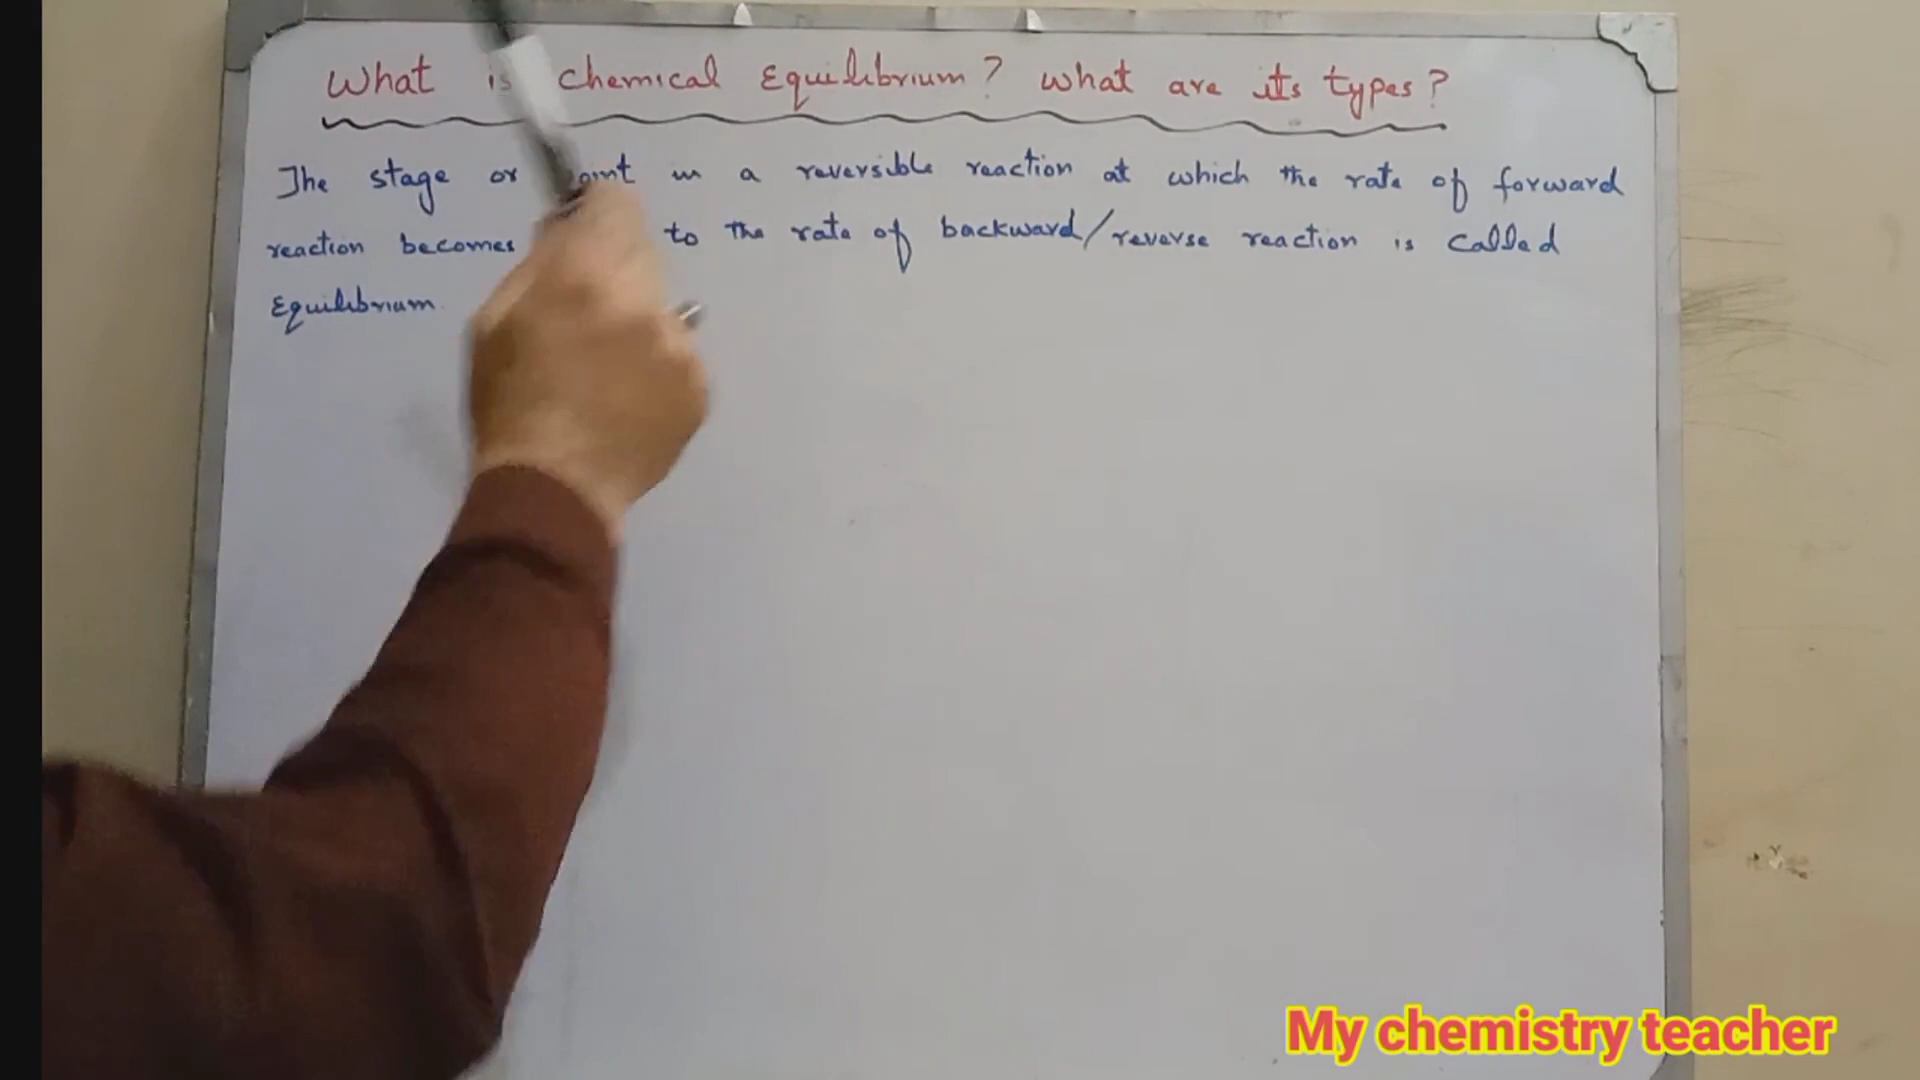 What is chemical Equilibrium? What are its types?
The stage or in a reversible reaction at which the rate of forward
reaction becomes to the rate of backward/reverse reaction is called
Equilibrium.
My chemistry teacher